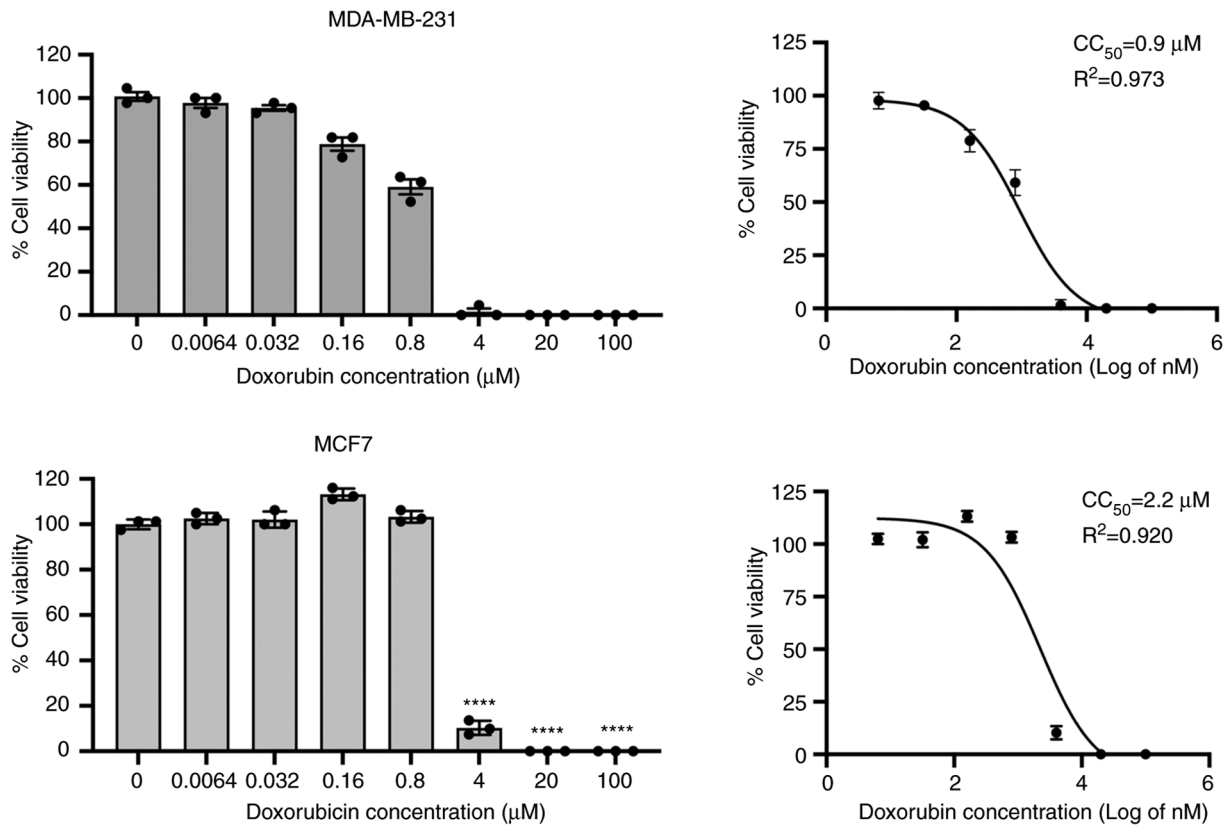 MDA-MB-231
120
100
80
60
40
20
0
% Cell viability
0 0.0064 0.032 0.16 0.8 4 20 100
Doxorubin concentration (μM)
CC50=0.9 μM
R2=0.973
125
100
75
50
25
0
% Cell viability
0 2 4 6
Doxorubin concentration (Log of nM)
MCF7
120
100
80
60
40
20
0
% Cell viability
**** **** ****
0 0.0064 0.032 0.16 0.8 4 20 100
Doxorubicin concentration (μM)
CC50=2.2 μM
R2=0.920
125
100
75
50
25
0
% Cell viability
0 2 4 6
Doxorubin concentration (Log of nM)